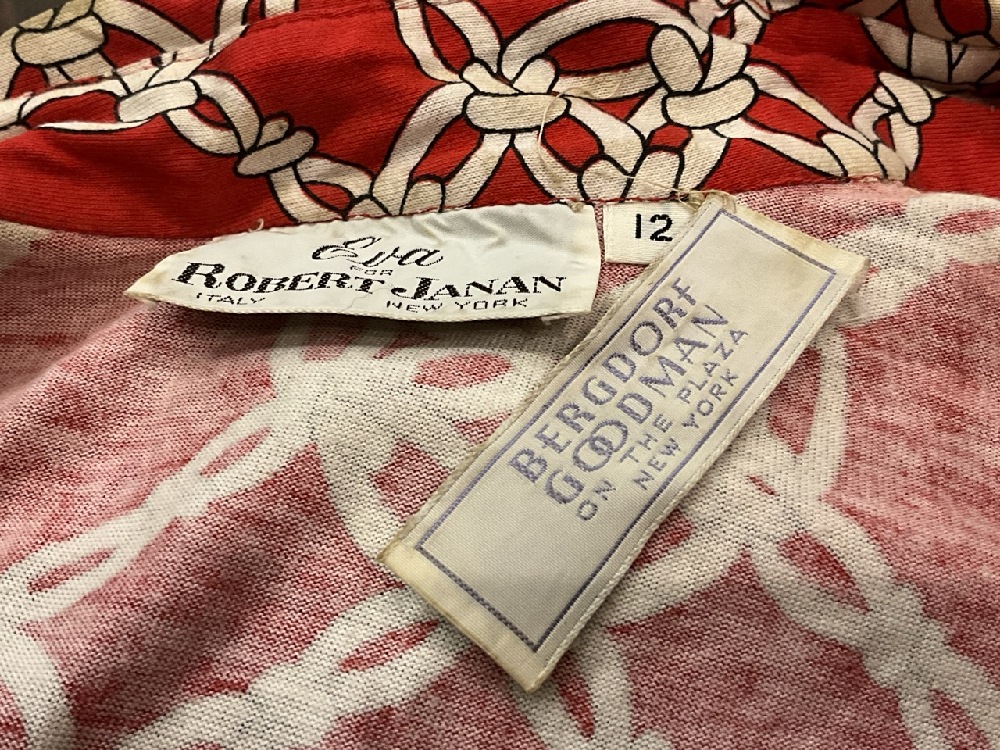 Eva
FOR
ROBERT JANAN
ITALY NEW YORK
12
BERGDORF
GOODMAN
ON THE PLAZA
NEW YORK